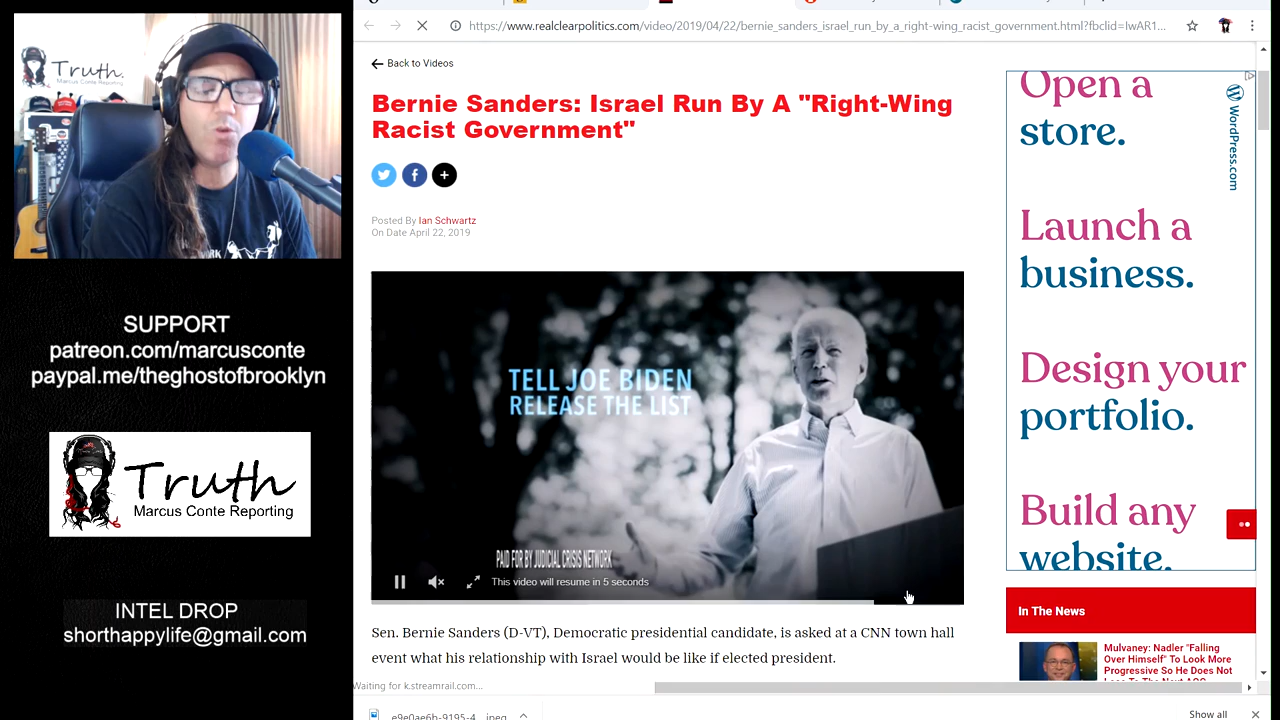 Truth.
Marcus Conte Reporting
SUPPORT
patreon.com/marcusconte
paypal.me/theghostofbrooklyn
Truth
Marcus Conte Reporting
INTEL DROP
shorthappylife@gmail.com
https://www.realclearpolitics.com/video/2019/04/22/bernie_sanders_israel_run_by_a_right-wing_racist_government.html?fbclid=IwAR1...
Back to Videos
Bernie Sanders: Israel Run By A "Right-Wing
Racist Government"
Posted By Ian Schwartz
On Date April 22, 2019
TELL JOE BIDEN
RELEASE THE LIST
PAID FOR BY JUDICIAL CRISIS NETWORK
This video will resume in 5 seconds
Sen. Bernie Sanders (D-VT), Democratic presidential candidate, is asked at a CNN town hall
event what his relationship with Israel would be like if elected president.
Waiting for k.streamrail.com...
Open a
store.
Launch a
business.
Design your
portfolio.
Build any
website.
WordPress.com
In The News
Mulvaney: Nadler "Falling
Over Himself" To Look More
Progressive So He Does Not
e9e0ae6b-9195-4....jpeg
Show all